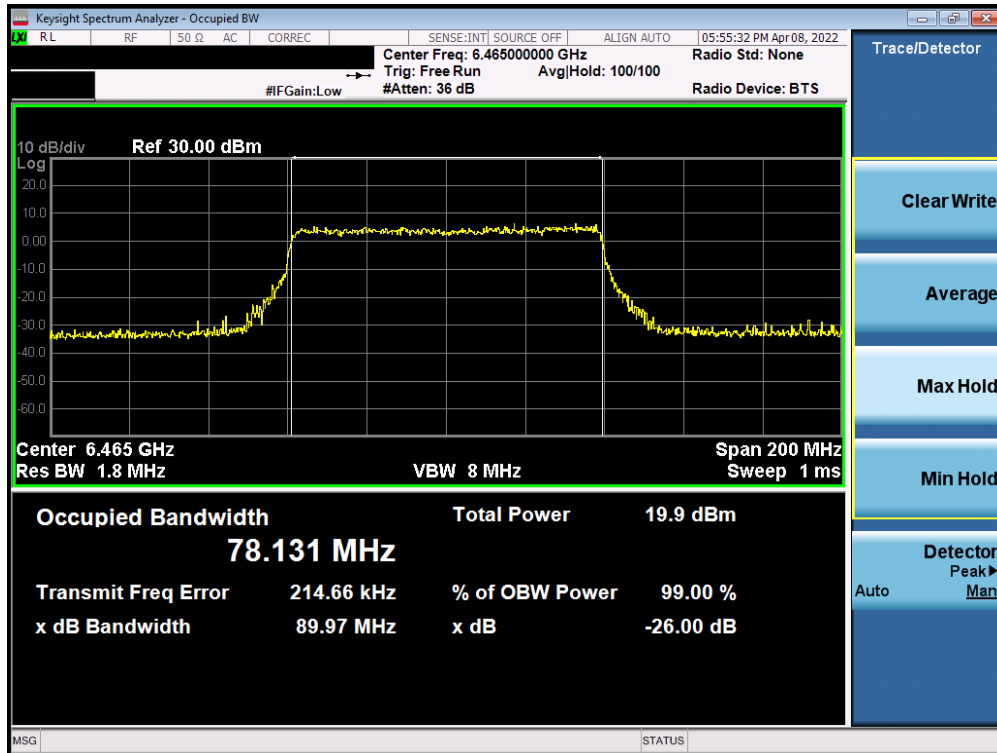 Keysight Spectrum Analyzer - Occupied BW
LXI RL RF 50 Ω AC CORREC SENSE:INT SOURCE OFF ALIGN AUTO 05:55:32 PM Apr 08, 2022
Center Freq: 6.465000000 GHz Radio Std: None
Trig: Free Run Avg|Hold: 100/100
#IFGain:Low #Atten: 36 dB Radio Device: BTS
Trace/Detector
10 dB/div Ref 30.00 dBm
Log
20.0
10.0
0.00
-10.0
-20.0
-30.0
-40.0
-50.0
-60.0
Center 6.465 GHz Span 200 MHz
Res BW 1.8 MHz VBW 8 MHz Sweep 1 ms
Occupied Bandwidth Total Power 19.9 dBm
78.131 MHz
Transmit Freq Error 214.66 kHz % of OBW Power 99.00 %
x dB Bandwidth 89.97 MHz x dB -26.00 dB
Clear Write
Average
Max Hold
Min Hold
Detector
Peak▶
Auto Man
MSG STATUS